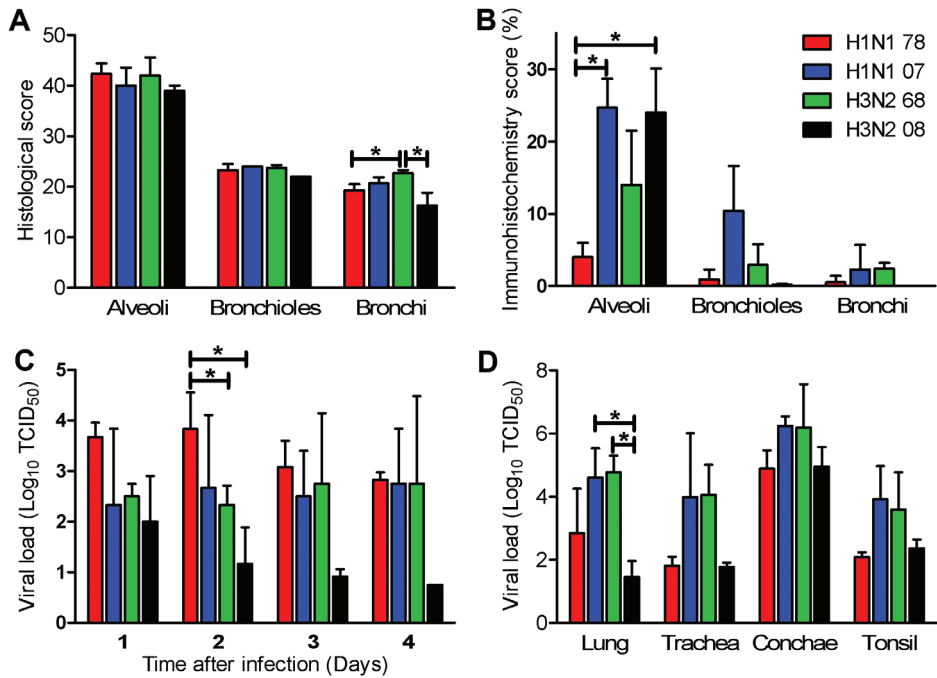 A
Histological score
50
40
30
20
10
0
* *
Alveoli Bronchioles Bronchi
B
Immunohistochemistry score (%)
30
20
10
0
*
*
H1N1 78
H1N1 07
H3N2 68
H3N2 08
Alveoli Bronchioles Bronchi
C
Viral load (Log10 TCID50)
5
4
3
2
1
0
*
*
1 2 3 4
Time after infection (Days)
D
Viral load (Log10 TCID50)
8
6
4
2
0
*
*
Lung Trachea Conchae Tonsil